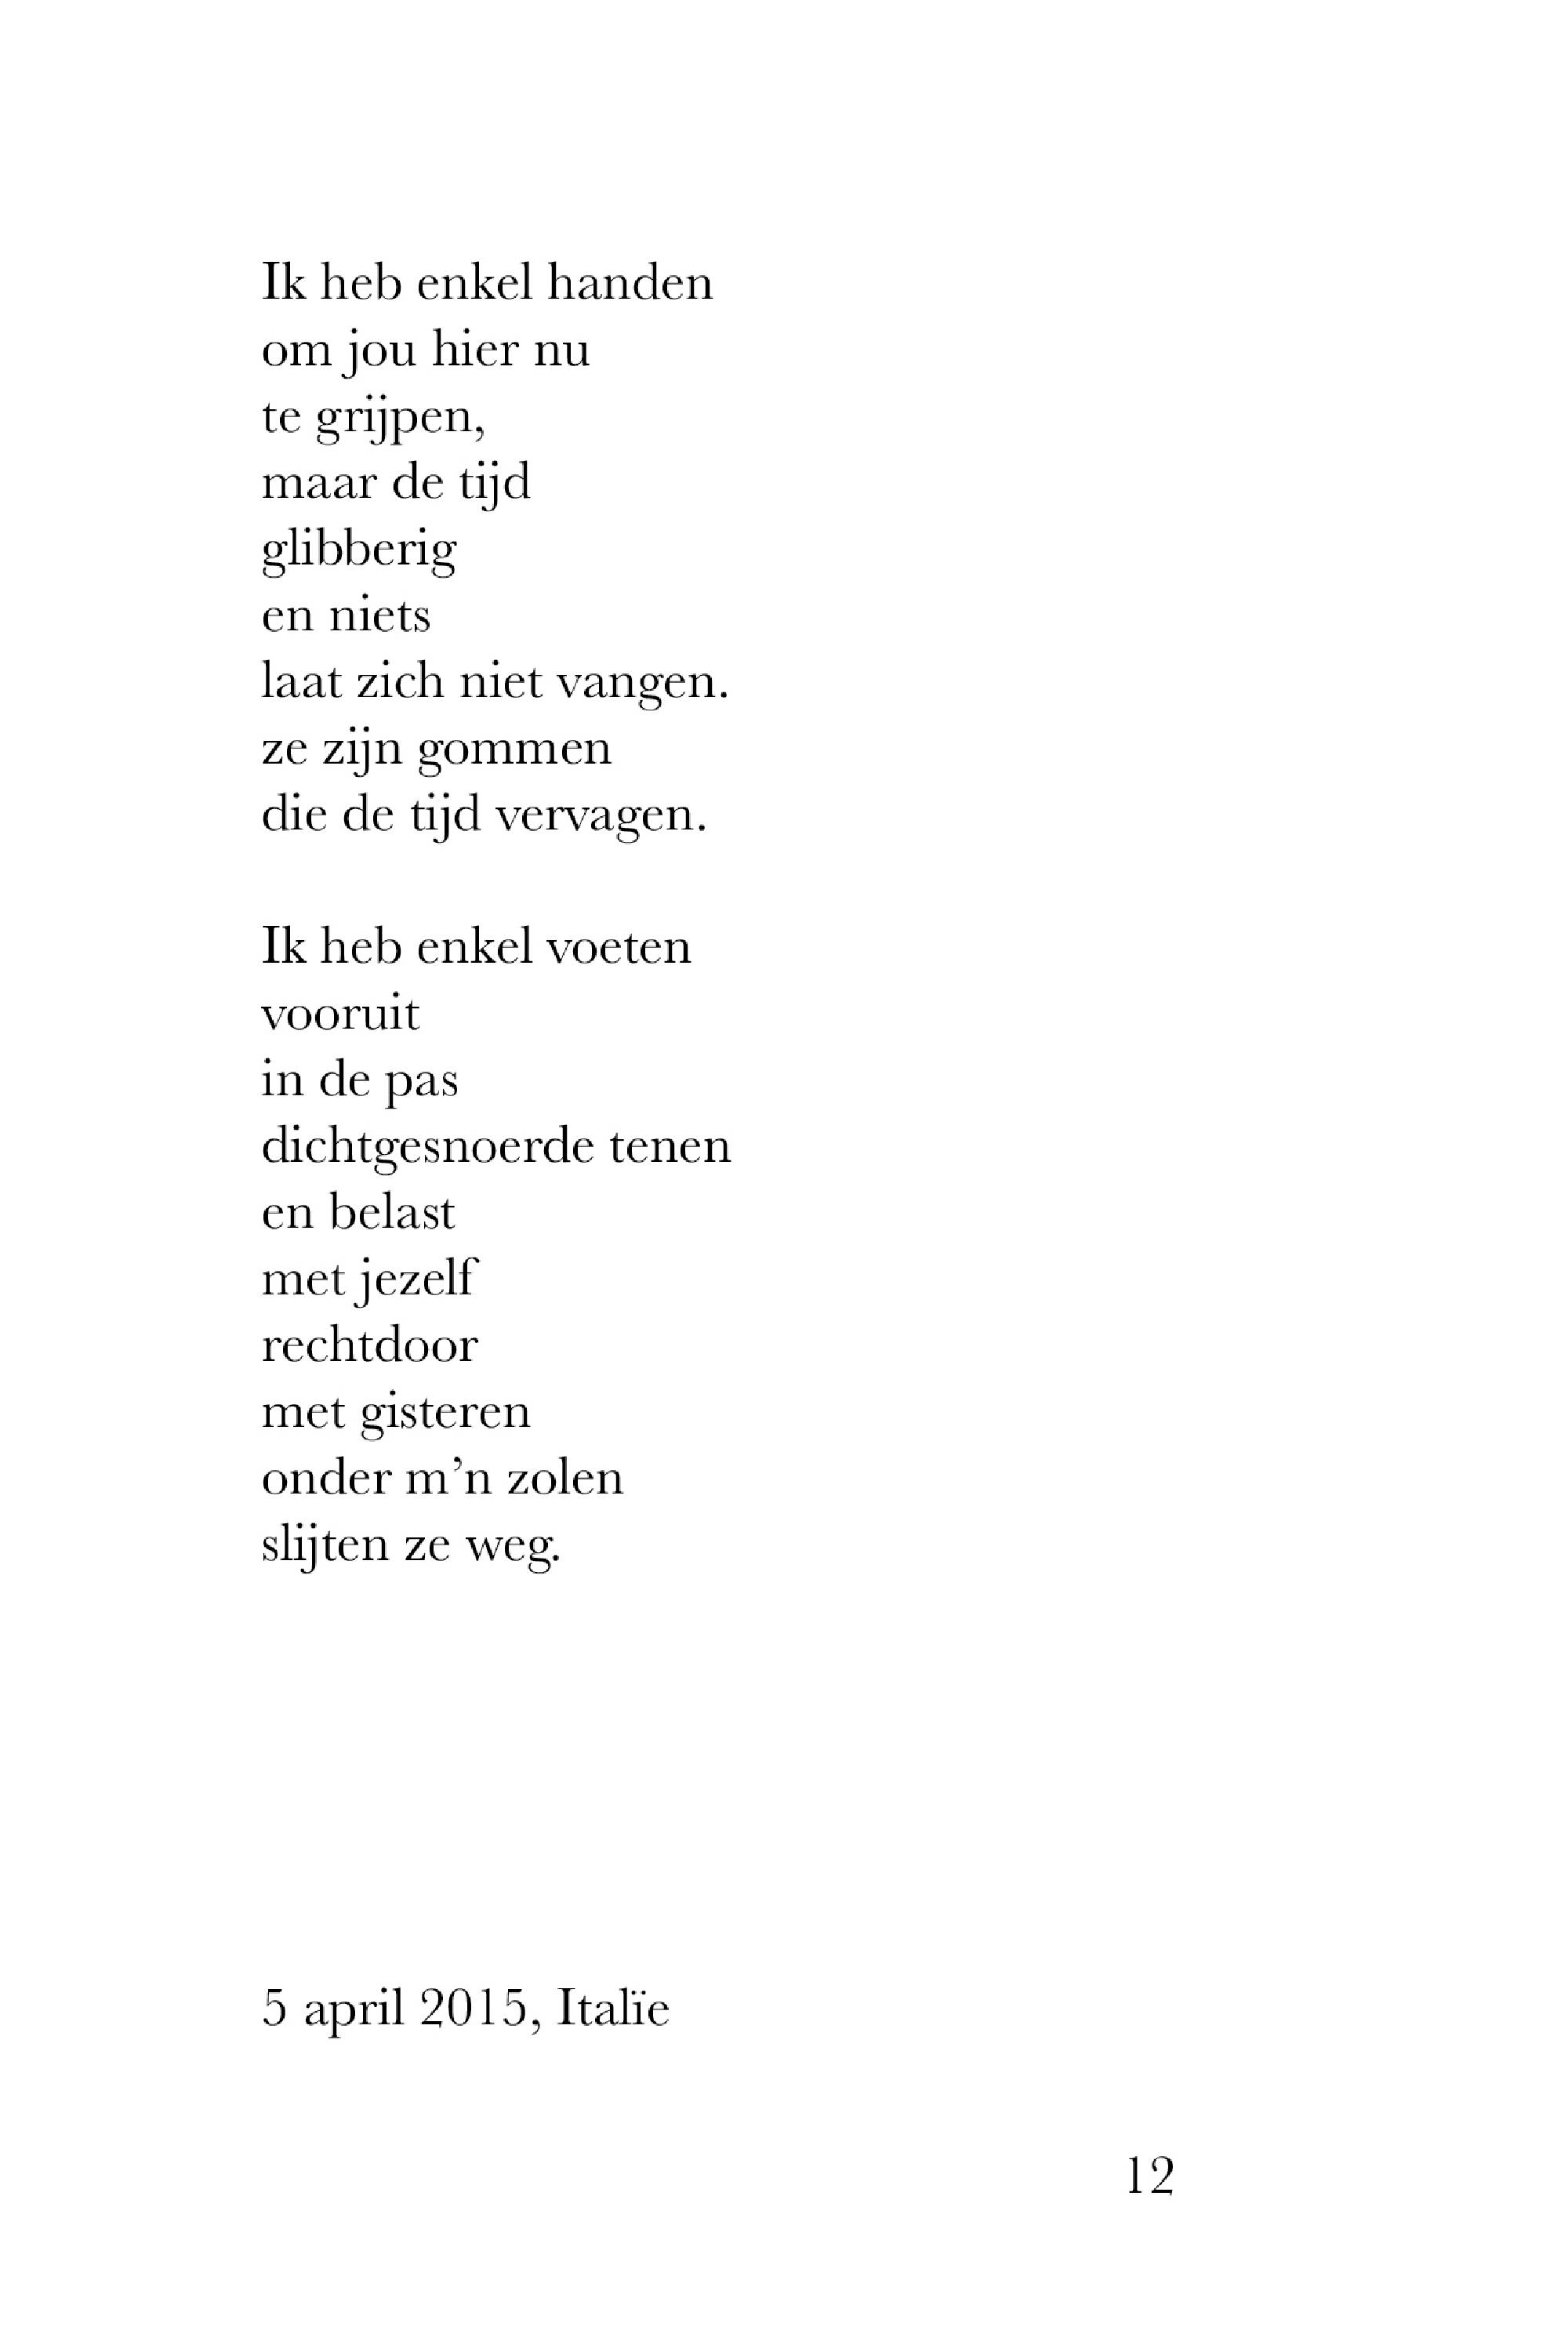 Ik heb enkel handen
om jou hier nu
te grijpen,
maar de tijd
glibberig
en niets
laat zich niet vangen.
ze zijn gommen
die de tijd vervagen.
Ik heb enkel voeten
vooruit
in de pas
dichtgesnoerde tenen
en belast
met jezelf
rechtdoor
met gisteren
onder m’n zolen
slijten ze weg.
5 april 2015, Italïe
12